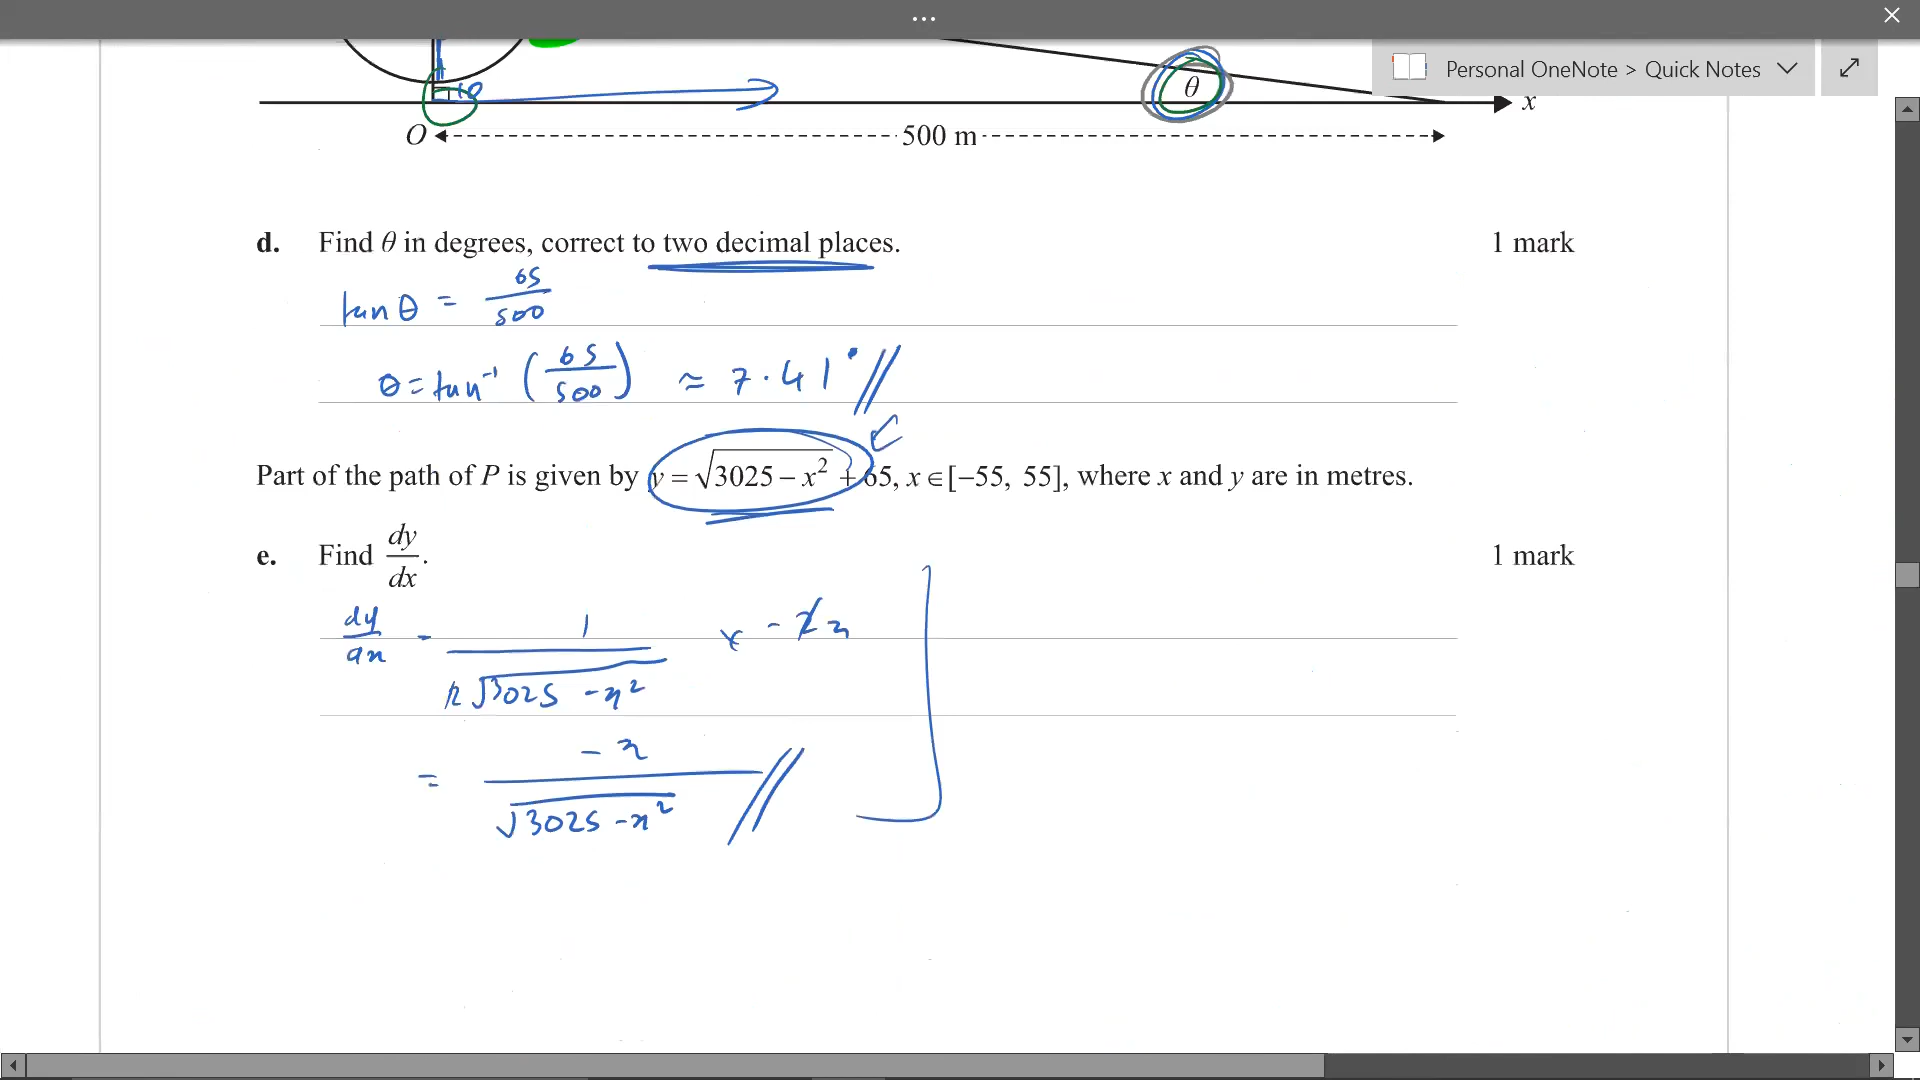 Personal OneNote > Quick Notes
θ
x
O
500 m
d. Find θ in degrees, correct to two decimal places. 1 mark
tan θ = 65/500
θ = tan⁻¹ (65/500) ≈ 7.41°
Part of the path of P is given by y = √(3025 − x²) + 65, x ∈ [−55, 55], where x and y are in metres.
e. Find dy/dx. 1 mark
dy/dx = 1/(2√(3025 − x²)) × −2x
= −x/√(3025 − x²)